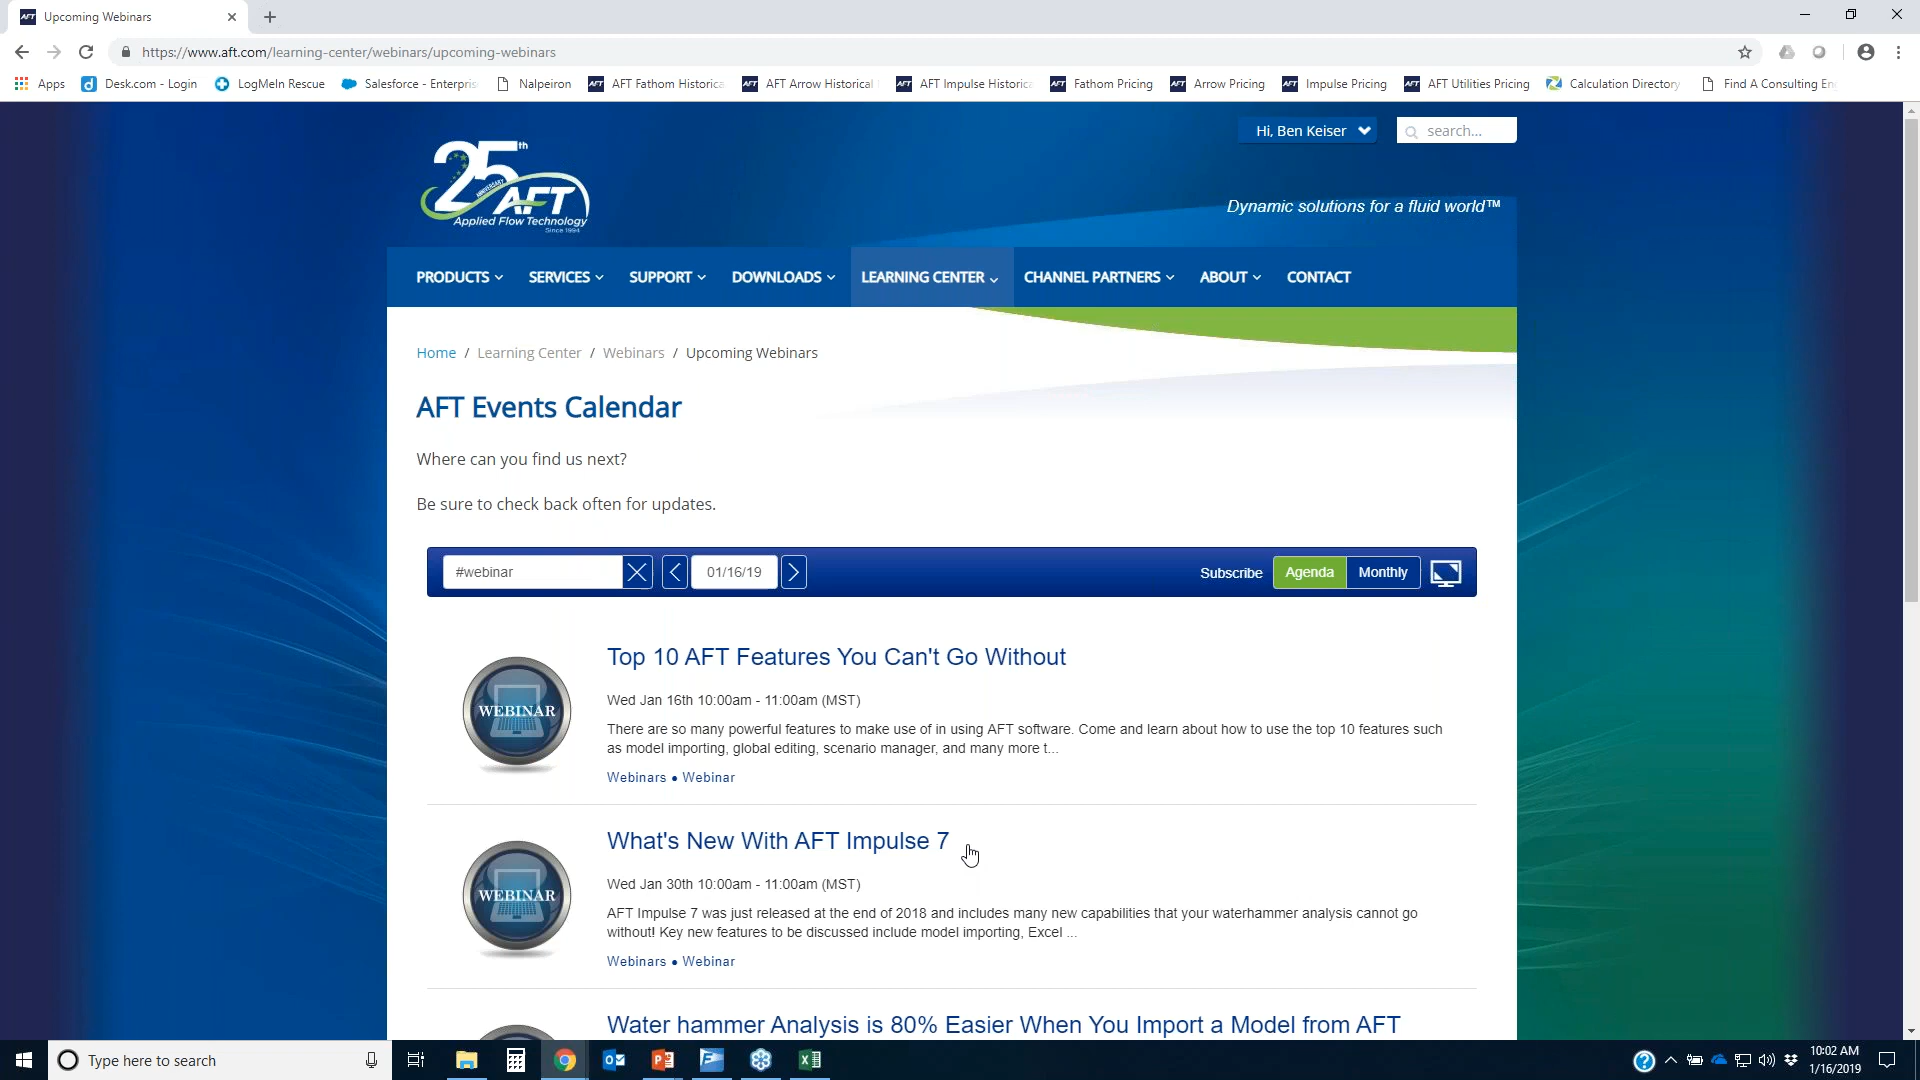 Upcoming Webinars
https://www.aft.com/learning-center/webinars/upcoming-webinars
Apps Desk.com - Login LogMeIn Rescue Salesforce - Enterpris Nalpeiron AFT Fathom Historica AFT Arrow Historical AFT Impulse Historic Fathom Pricing Arrow Pricing Impulse Pricing AFT Utilities Pricing Calculation Directory Find A Consulting En
Hi, Ben Keiser search...
25th
ANNIVERSARY
AFT
Applied Flow Technology
Since 1994
Dynamic solutions for a fluid world™
PRODUCTS SERVICES SUPPORT DOWNLOADS LEARNING CENTER CHANNEL PARTNERS ABOUT CONTACT
Home / Learning Center / Webinars / Upcoming Webinars
AFT Events Calendar
Where can you find us next?
Be sure to check back often for updates.
#webinar 01/16/19 Subscribe Agenda Monthly
Top 10 AFT Features You Can't Go Without
WEBINAR
Wed Jan 16th 10:00am - 11:00am (MST)
There are so many powerful features to make use of in using AFT software. Come and learn about how to use the top 10 features such
as model importing, global editing, scenario manager, and many more t...
Webinars • Webinar
What's New With AFT Impulse 7
WEBINAR
Wed Jan 30th 10:00am - 11:00am (MST)
AFT Impulse 7 was just released at the end of 2018 and includes many new capabilities that your waterhammer analysis cannot go
without! Key new features to be discussed include model importing, Excel ...
Webinars • Webinar
Water hammer Analysis is 80% Easier When You Import a Model from AFT
Type here to search
10:02 AM
1/16/2019